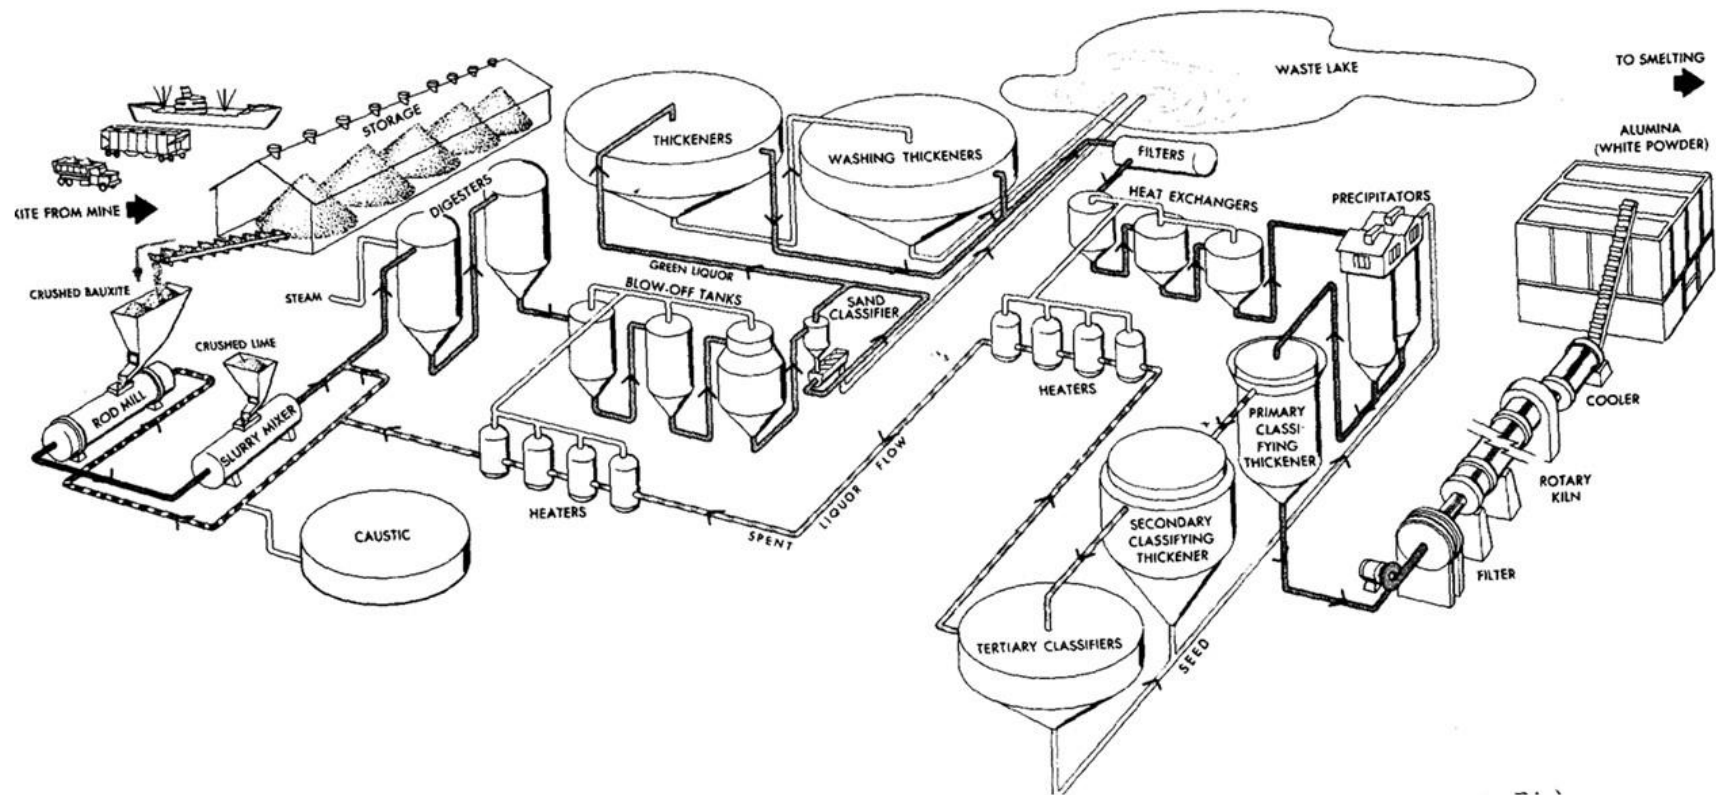 WASTE LAKE
TO SMELTING
STORAGE
ALUMINA
(WHITE POWDER)
THICKENERS
WASHING THICKENERS
FILTERS
DIGESTERS
HEAT EXCHANGERS
PRECIPITATORS
KITE FROM MINE
GREEN LIQUOR
CRUSHED BAUXITE
STEAM
BLOW-OFF TANKS
SAND
CLASSIFIER
CRUSHED LIME
ROD MILL
SLURRY MIXER
HEATERS
COOLER
PRIMARY
CLASSI-
FYING
THICKENER
SPENT LIQUOR FLOW
ROTARY
KILN
HEATERS
CAUSTIC
SECONDARY
CLASSIFYING
THICKENER
FILTER
TERTIARY CLASSIFIERS
SEED